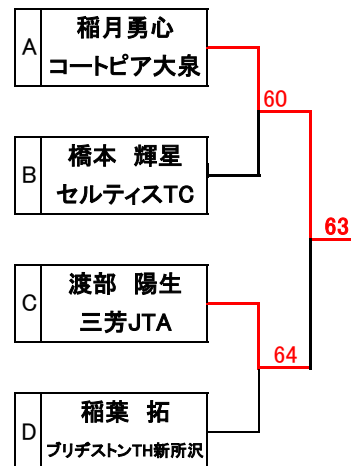 A
稲月勇心
コートピア大泉
60
B
橋本 輝星
セルティスTC
63
C
渡部 陽生
三芳JTA
64
D
稲葉 拓
ブリヂストンTH新所沢